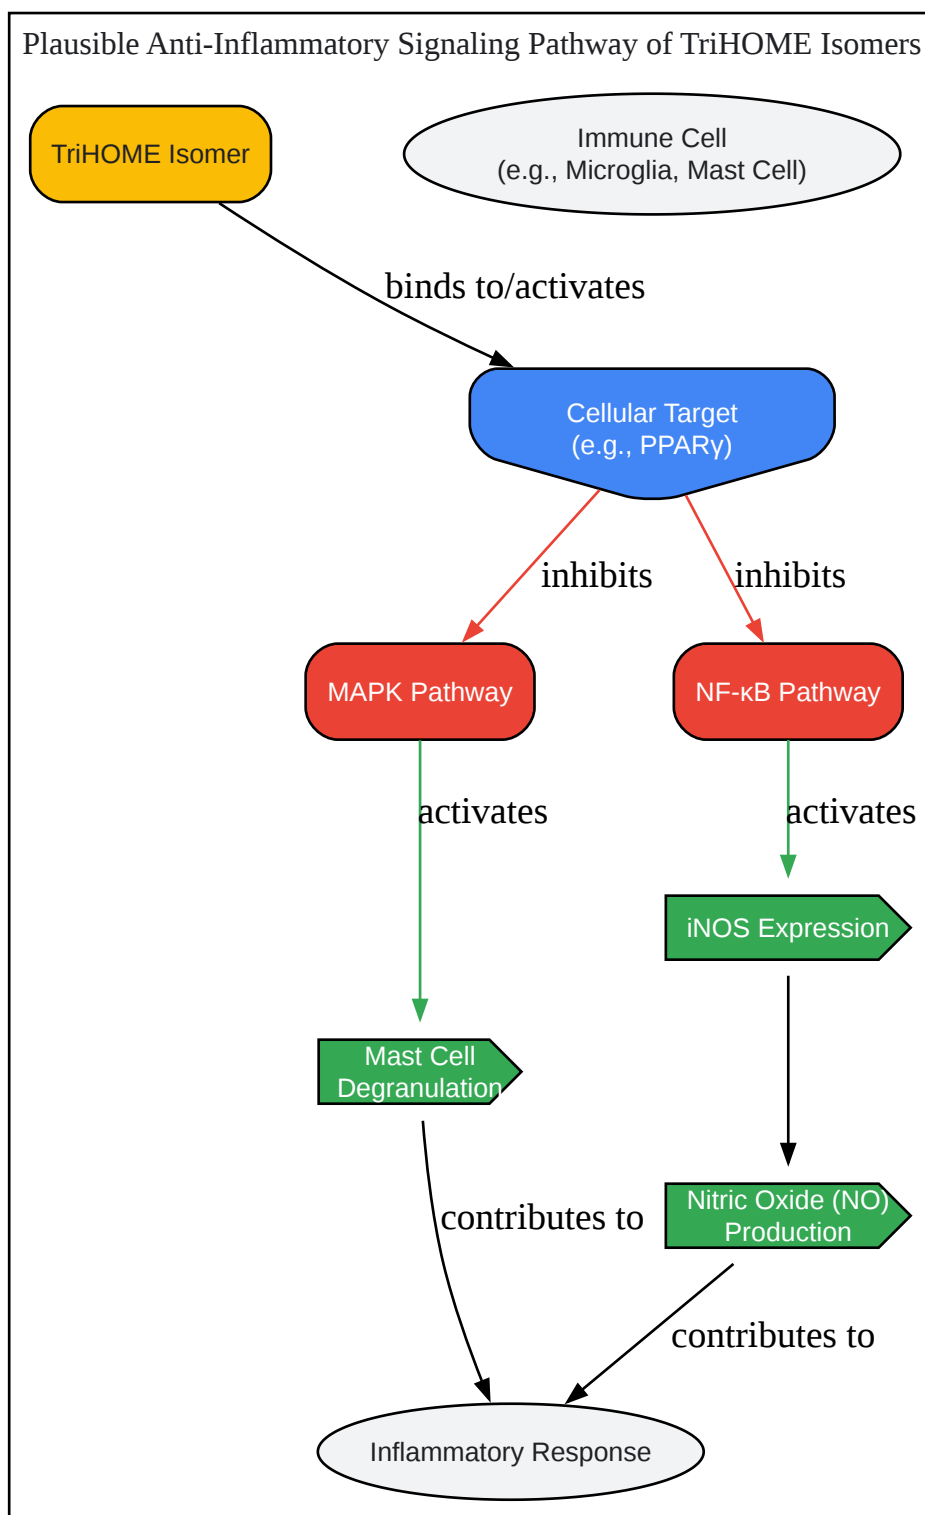 Plausible Anti-Inflammatory Signaling Pathway of TriHOME Isomers
TriHOME Isomer
Immune Cell
(e.g., Microglia, Mast Cell)
binds to/activates
Cellular Target
(e.g., PPARγ)
inhibits
inhibits
MAPK Pathway
NF-κB Pathway
activates
activates
iNOS Expression
Mast Cell
Degranulation
Nitric Oxide (NO)
Production
contributes to
contributes to
Inflammatory Response